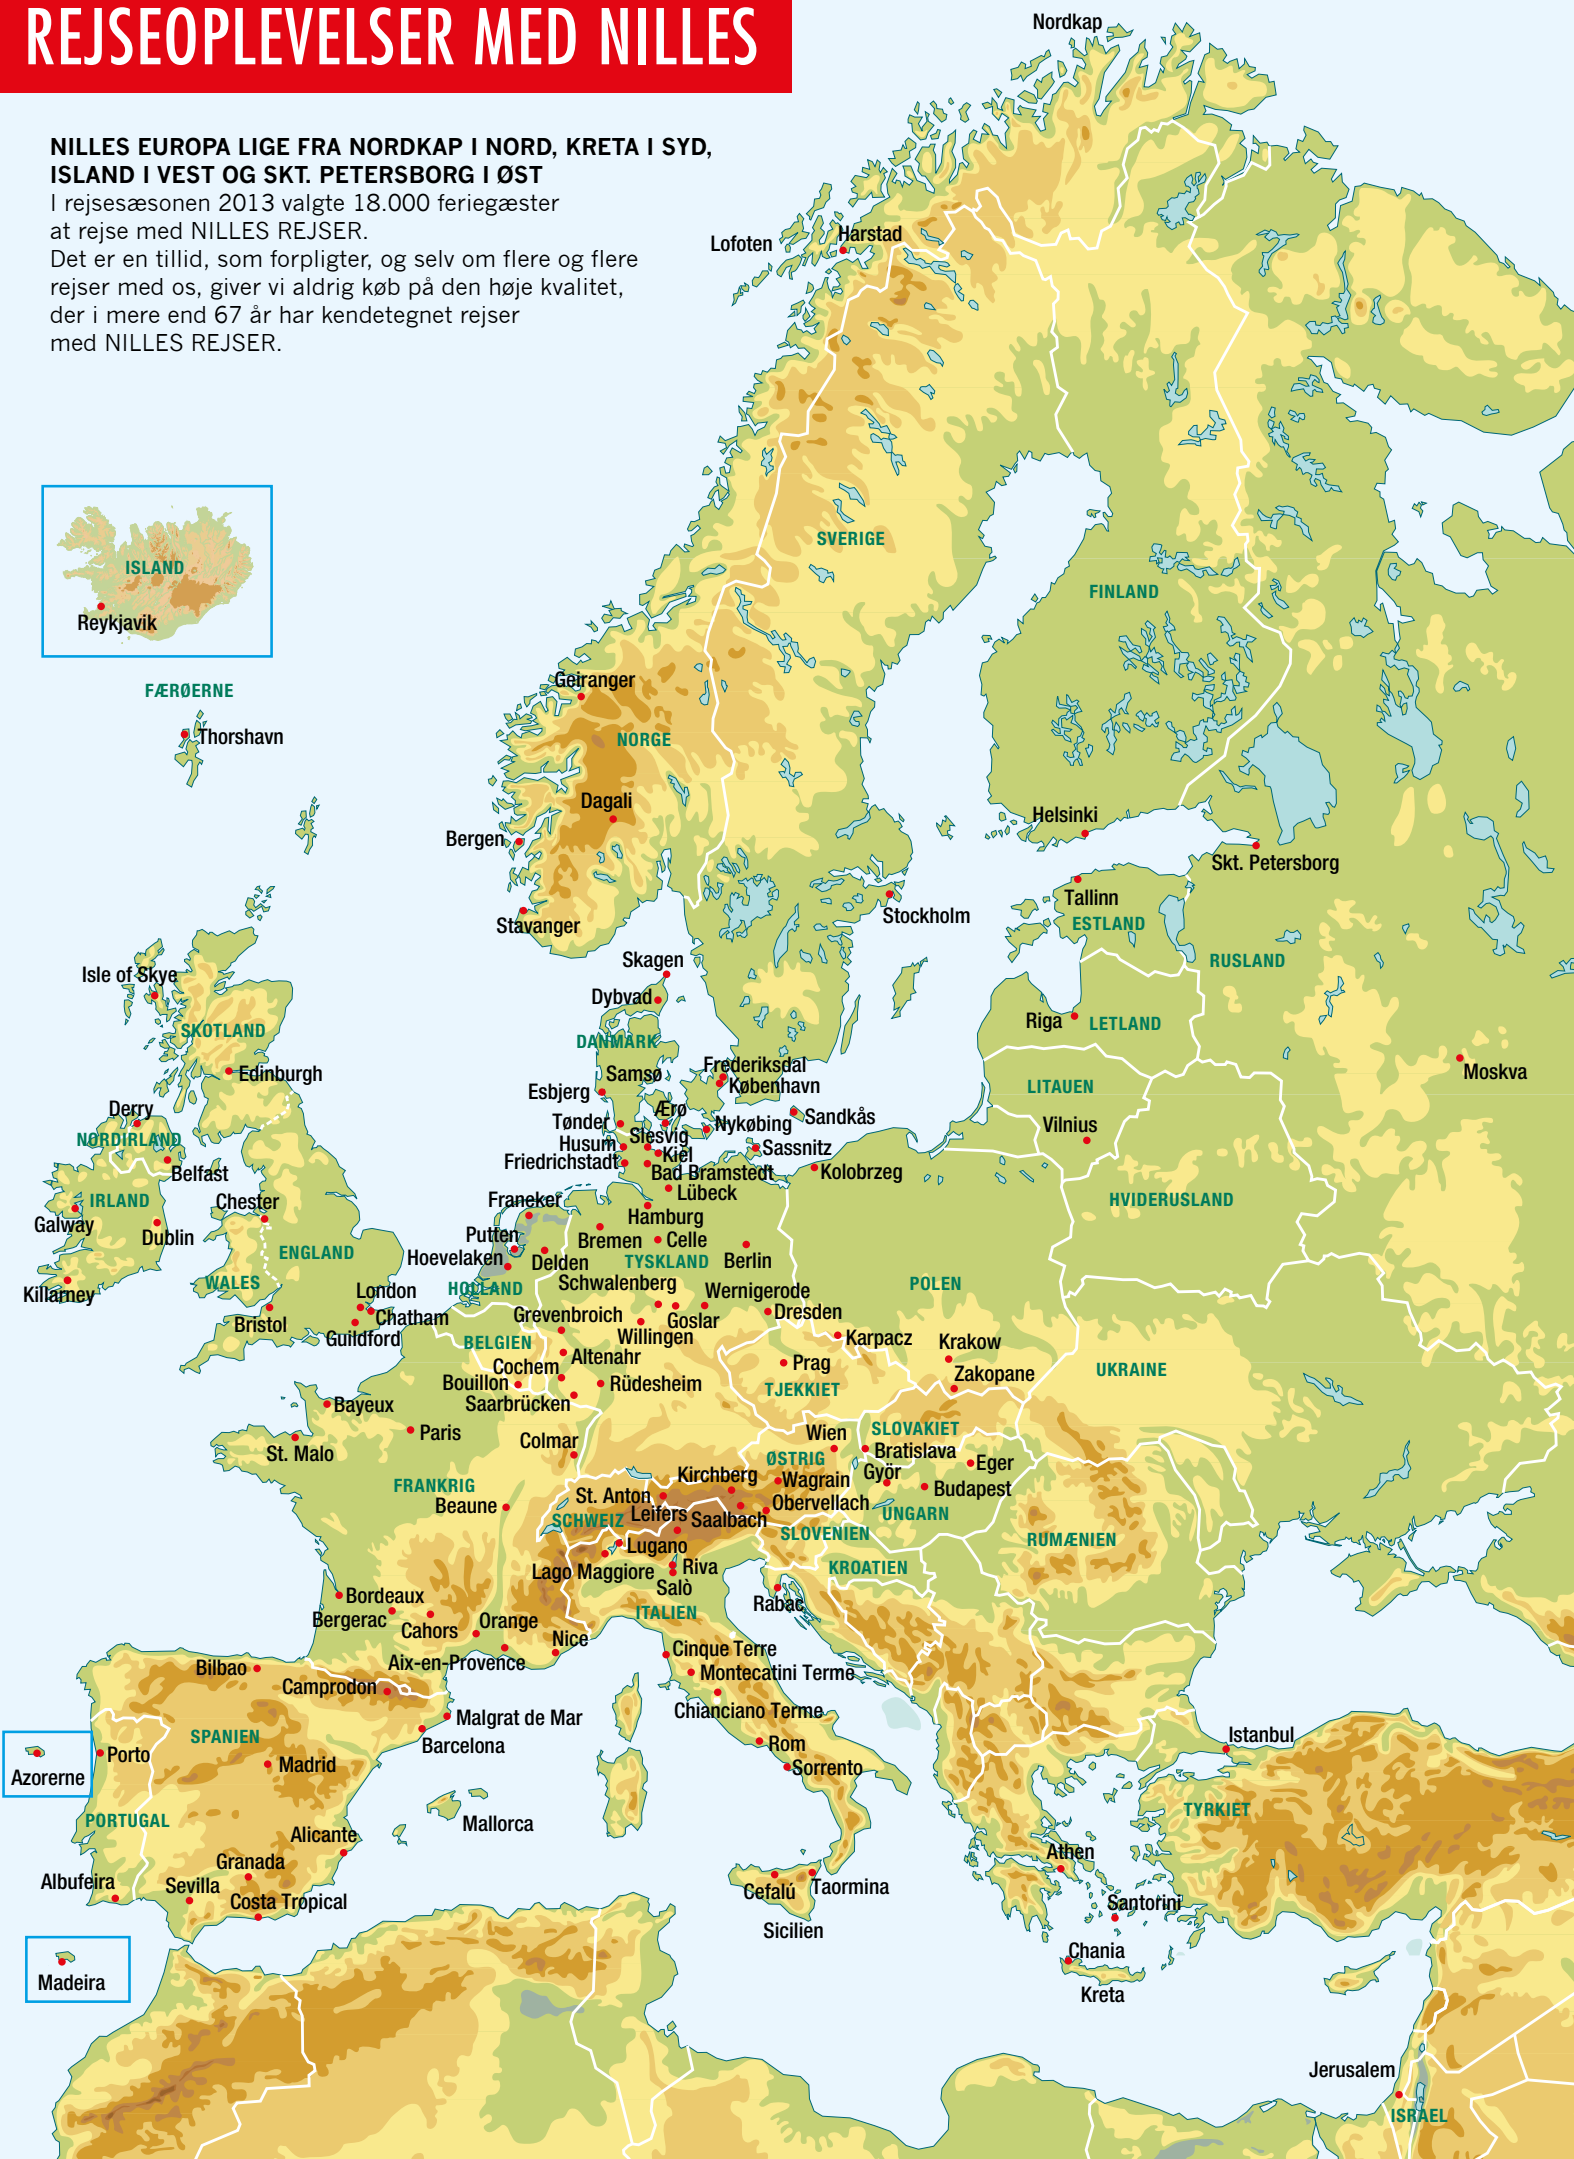 REJSEOPLEVELSER MED NILLES
NILLES EUROPA LIGE FRA NORDKAP I NORD, KRETA I SYD,
ISLAND I VEST OG SKT. PETERSBORG I ØST
I rejsesæsonen 2013 valgte 18.000 feriegæster
at rejse med NILLES REJSER.
Det er en tillid, som forpligter, og selv om flere og flere
rejser med os, giver vi aldrig køb på den høje kvalitet,
der i mere end 67 år har kendetegnet rejser
med NILLES REJSER.
Nordkap
Harstad
Lofoten
SVERIGE
ISLAND
FINLAND
Reykjavik
Geiranger
FÆRØERNE
Thorshavn
NORGE
Dagali
Helsinki
Bergen
Skt. Petersborg
Tallinn
Stockholm
Stavanger
ESTLAND
Skagen
RUSLAND
Isle of Skye
Dybvad
Riga
LETLAND
SKOTLAND
DANMARK
Frederiksdal
Moskva
Edinburgh
Samsø
København
LITAUEN
Esbjerg
Derry
Ærø
Sandkås
Tønder
Nykøbing
Vilnius
NORDIRLAND
Slesvig
Husum
Sassnitz
Kiel
Friedrichstadt
Belfast
Bad Bramstedt
Kolobrzeg
Lübeck
IRLAND
Chester
Franeker
HVIDERUSLAND
Galway
Hamburg
Dublin
Putten
Bremen
Celle
ENGLAND
Hoevelaken
Delden
TYSKLAND
Berlin
WALES
Schwalenberg
POLEN
Killarney
London
HOLLAND
Wernigerode
Chatham
Grevenbroich
Goslar
Dresden
Bristol
Guildford
Willingen
Karpacz
BELGIEN
Krakow
Altenahr
Cochem
Prag
Zakopane
UKRAINE
Bouillon
Rüdesheim
TJEKKIET
Saarbrücken
Bayeux
Paris
Wien
SLOVAKIET
Colmar
St. Malo
Bratislava
ØSTRIG
Eger
Kirchberg
Györ
Wagrain
FRANKRIG
Budapest
St. Anton
Beaune
Obervellach
Leifers
UNGARN
SCHWEIZ
Saalbach
SLOVENIEN
Lugano
RUMÆNIEN
Lago Maggiore
Riva
KROATIEN
Salò
Bordeaux
Rabac
ITALIEN
Bergerac
Cahors
Orange
Nice
Cinque Terre
Aix-en-Provence
Bilbao
Montecatini Terme
Camprodon
Chianciano Terme
Malgrat de Mar
SPANIEN
Istanbul
Barcelona
Rom
Porto
Madrid
Sorrento
Azorerne
TYRKIET
PORTUGAL
Mallorca
Alicante
Athen
Granada
Albufeira
Sevilla
Cefalú
Taormina
Costa Tropical
Santorini
Sicilien
Chania
Madeira
Kreta
Jerusalem
ISRAEL